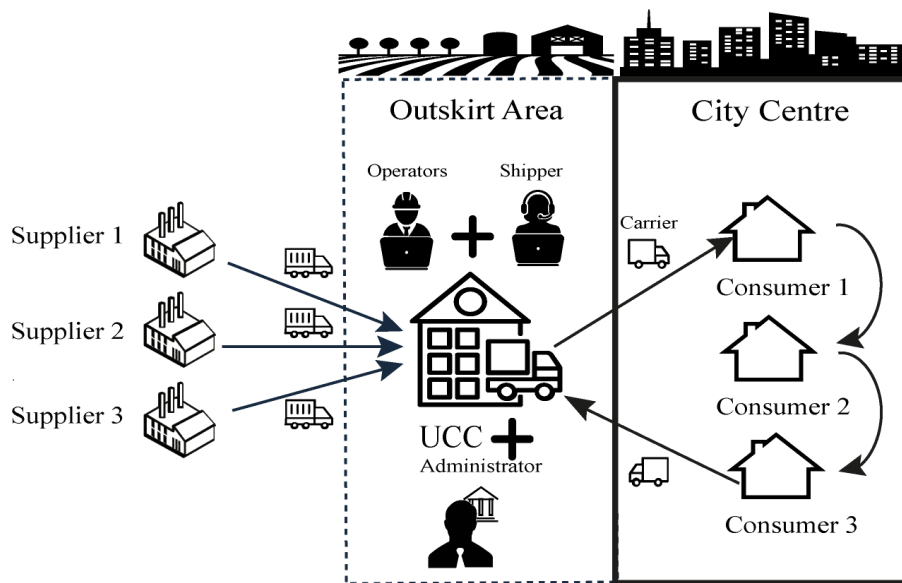 Outskirt Area
City Centre
Operators
Shipper
Carrier
Supplier 1
Supplier 2
Supplier 3
Consumer 1
Consumer 2
Consumer 3
UCC
Administrator